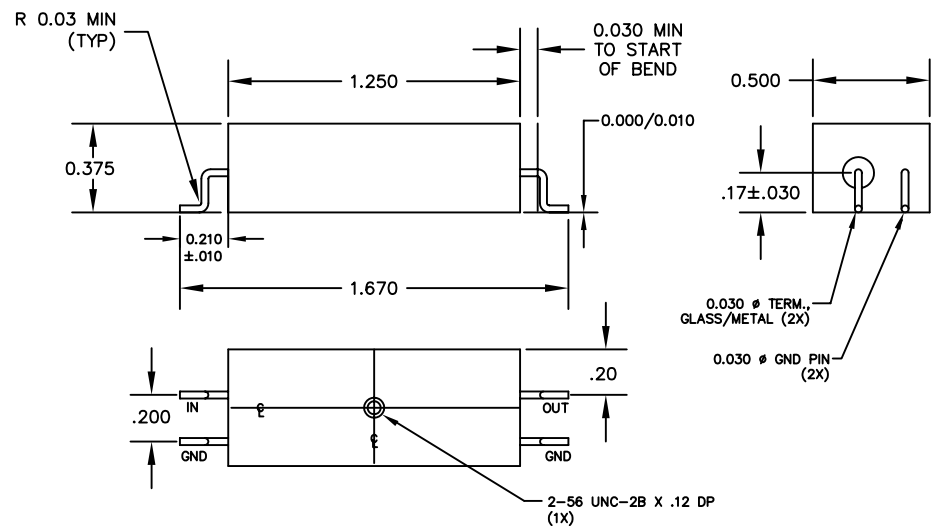 R 0.03 MIN
(TYP)
0.030 MIN
TO START
OF BEND
1.250
0.500
0.000/0.010
0.375
.17±.030
0.210
±.010
1.670
0.030 ø TERM.,
GLASS/METAL (2X)
0.030 ø GND PIN
(2X)
.20
IN
OUT
℄
.200
℄
GND
GND
2-56 UNC-2B X .12 DP
(1X)